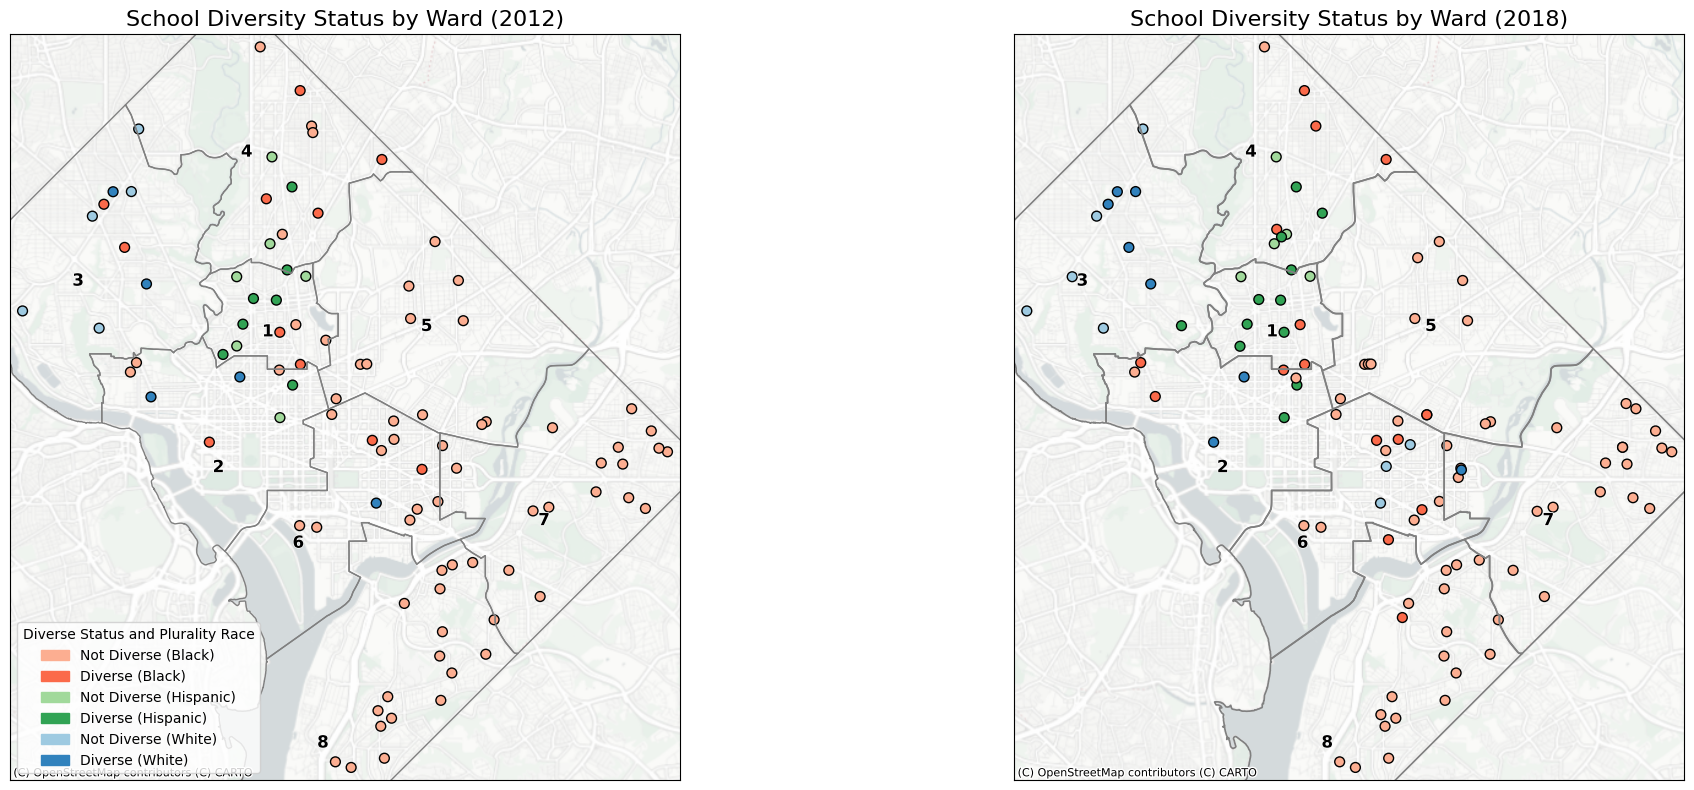 School Diversity Status by Ward (2012)
4
3
1
5
2
7
6
8
Diverse Status and Plurality Race
Not Diverse (Black)
Diverse (Black)
Not Diverse (Hispanic)
Diverse (Hispanic)
Not Diverse (White)
Diverse (White)
(C) OpenStreetMap contributors (C) CARTO
School Diversity Status by Ward (2018)
4
3
1
5
2
7
6
8
(C) OpenStreetMap contributors (C) CARTO